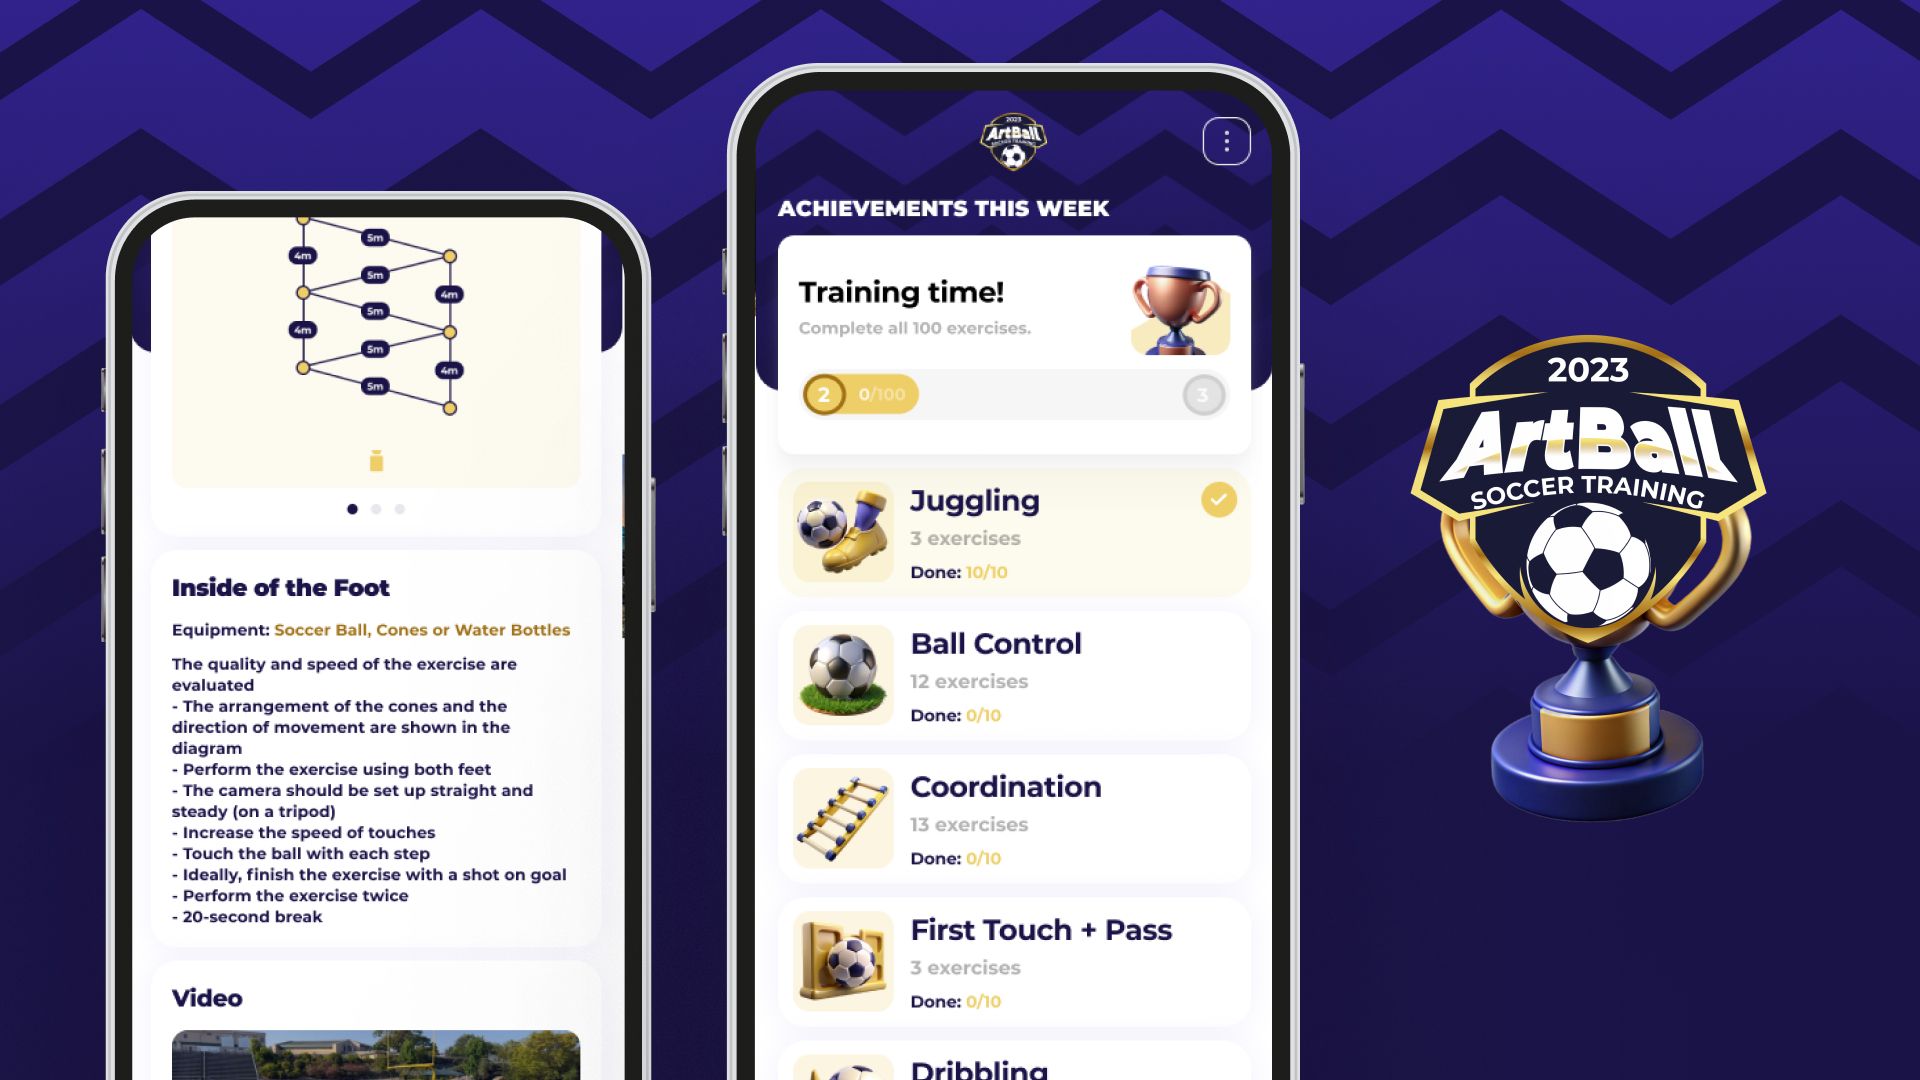 5m
4m
5m
4m
5m
4m
5m
4m
5m
Inside of the Foot
Equipment: Soccer Ball, Cones or Water Bottles
The quality and speed of the exercise are
evaluated
- The arrangement of the cones and the
direction of movement are shown in the
diagram
- Perform the exercise using both feet
- The camera should be set up straight and
steady (on a tripod)
- Increase the speed of touches
- Touch the ball with each step
- Ideally, finish the exercise with a shot on goal
- Perform the exercise twice
- 20-second break
Video
2023
ArtBall
SOCCER TRAINING
ACHIEVEMENTS THIS WEEK
Training time!
Complete all 100 exercises.
2 0/100 3
Juggling
3 exercises
Done: 10/10
Ball Control
12 exercises
Done: 0/10
Coordination
13 exercises
Done: 0/10
First Touch + Pass
3 exercises
Done: 0/10
Dribbling
2023
ArtBall
SOCCER TRAINING